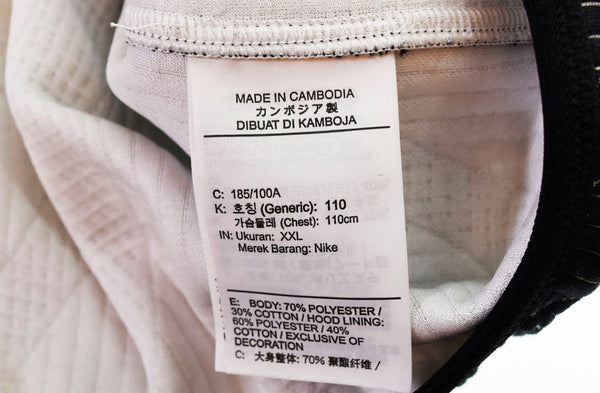 MADE IN CAMBODIA
カンボジア製
DIBUAT DI KAMBOJA
C: 185/100A
K: 호칭 (Generic): 110
가슴둘레 (Chest): 110cm
IN: Ukuran: XXL
Merek Barang: Nike
E: BODY: 70% POLYESTER /
30% COTTON / HOOD LINING:
60% POLYESTER / 40%
COTTON / EXCLUSIVE OF
DECORATION
C: 大身整体: 70% 聚酯纤维 /